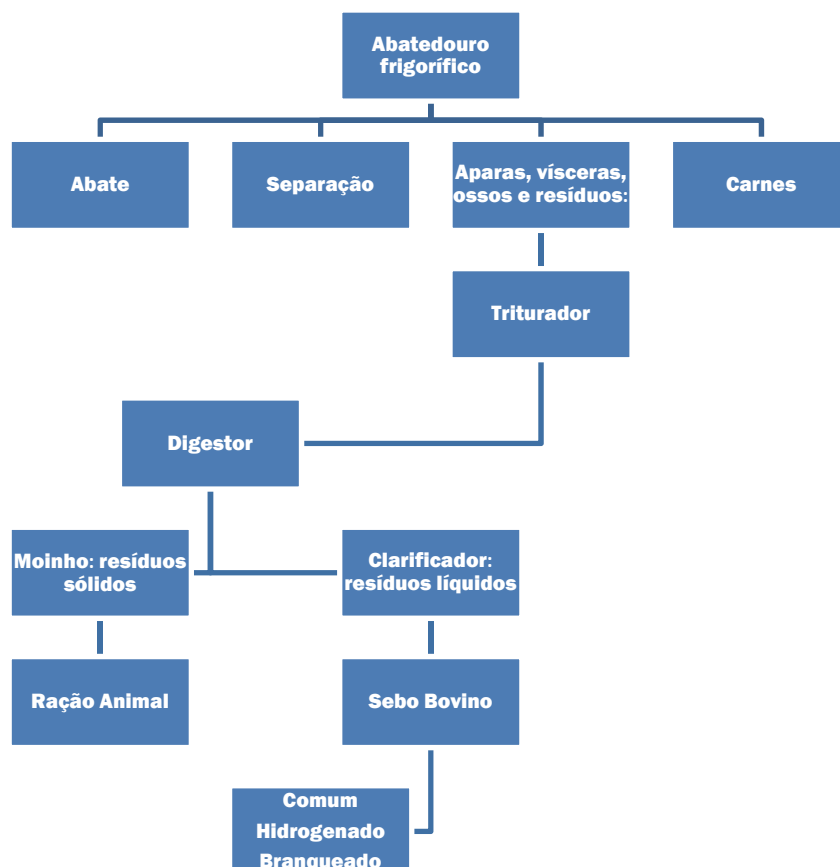 Abatedouro
frigorífico
Abate
Separação
Aparas, vísceras,
ossos e resíduos:
Carnes
Triturador
Digestor
Moinho: resíduos
sólidos
Clarificador:
resíduos líquidos
Ração Animal
Sebo Bovino
Comum
Hidrogenado
Branqueado